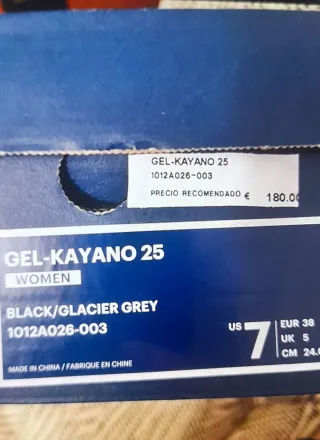 GEL-KAYANO 25
1012A026-003
PRECIO RECOMENDADO € 180.00
GEL-KAYANO 25
WOMEN
BLACK/GLACIER GREY
1012A026-003
US 7
EUR 38
UK 5
CM 24.0
MADE IN CHINA / FABRIQUE EN CHINE